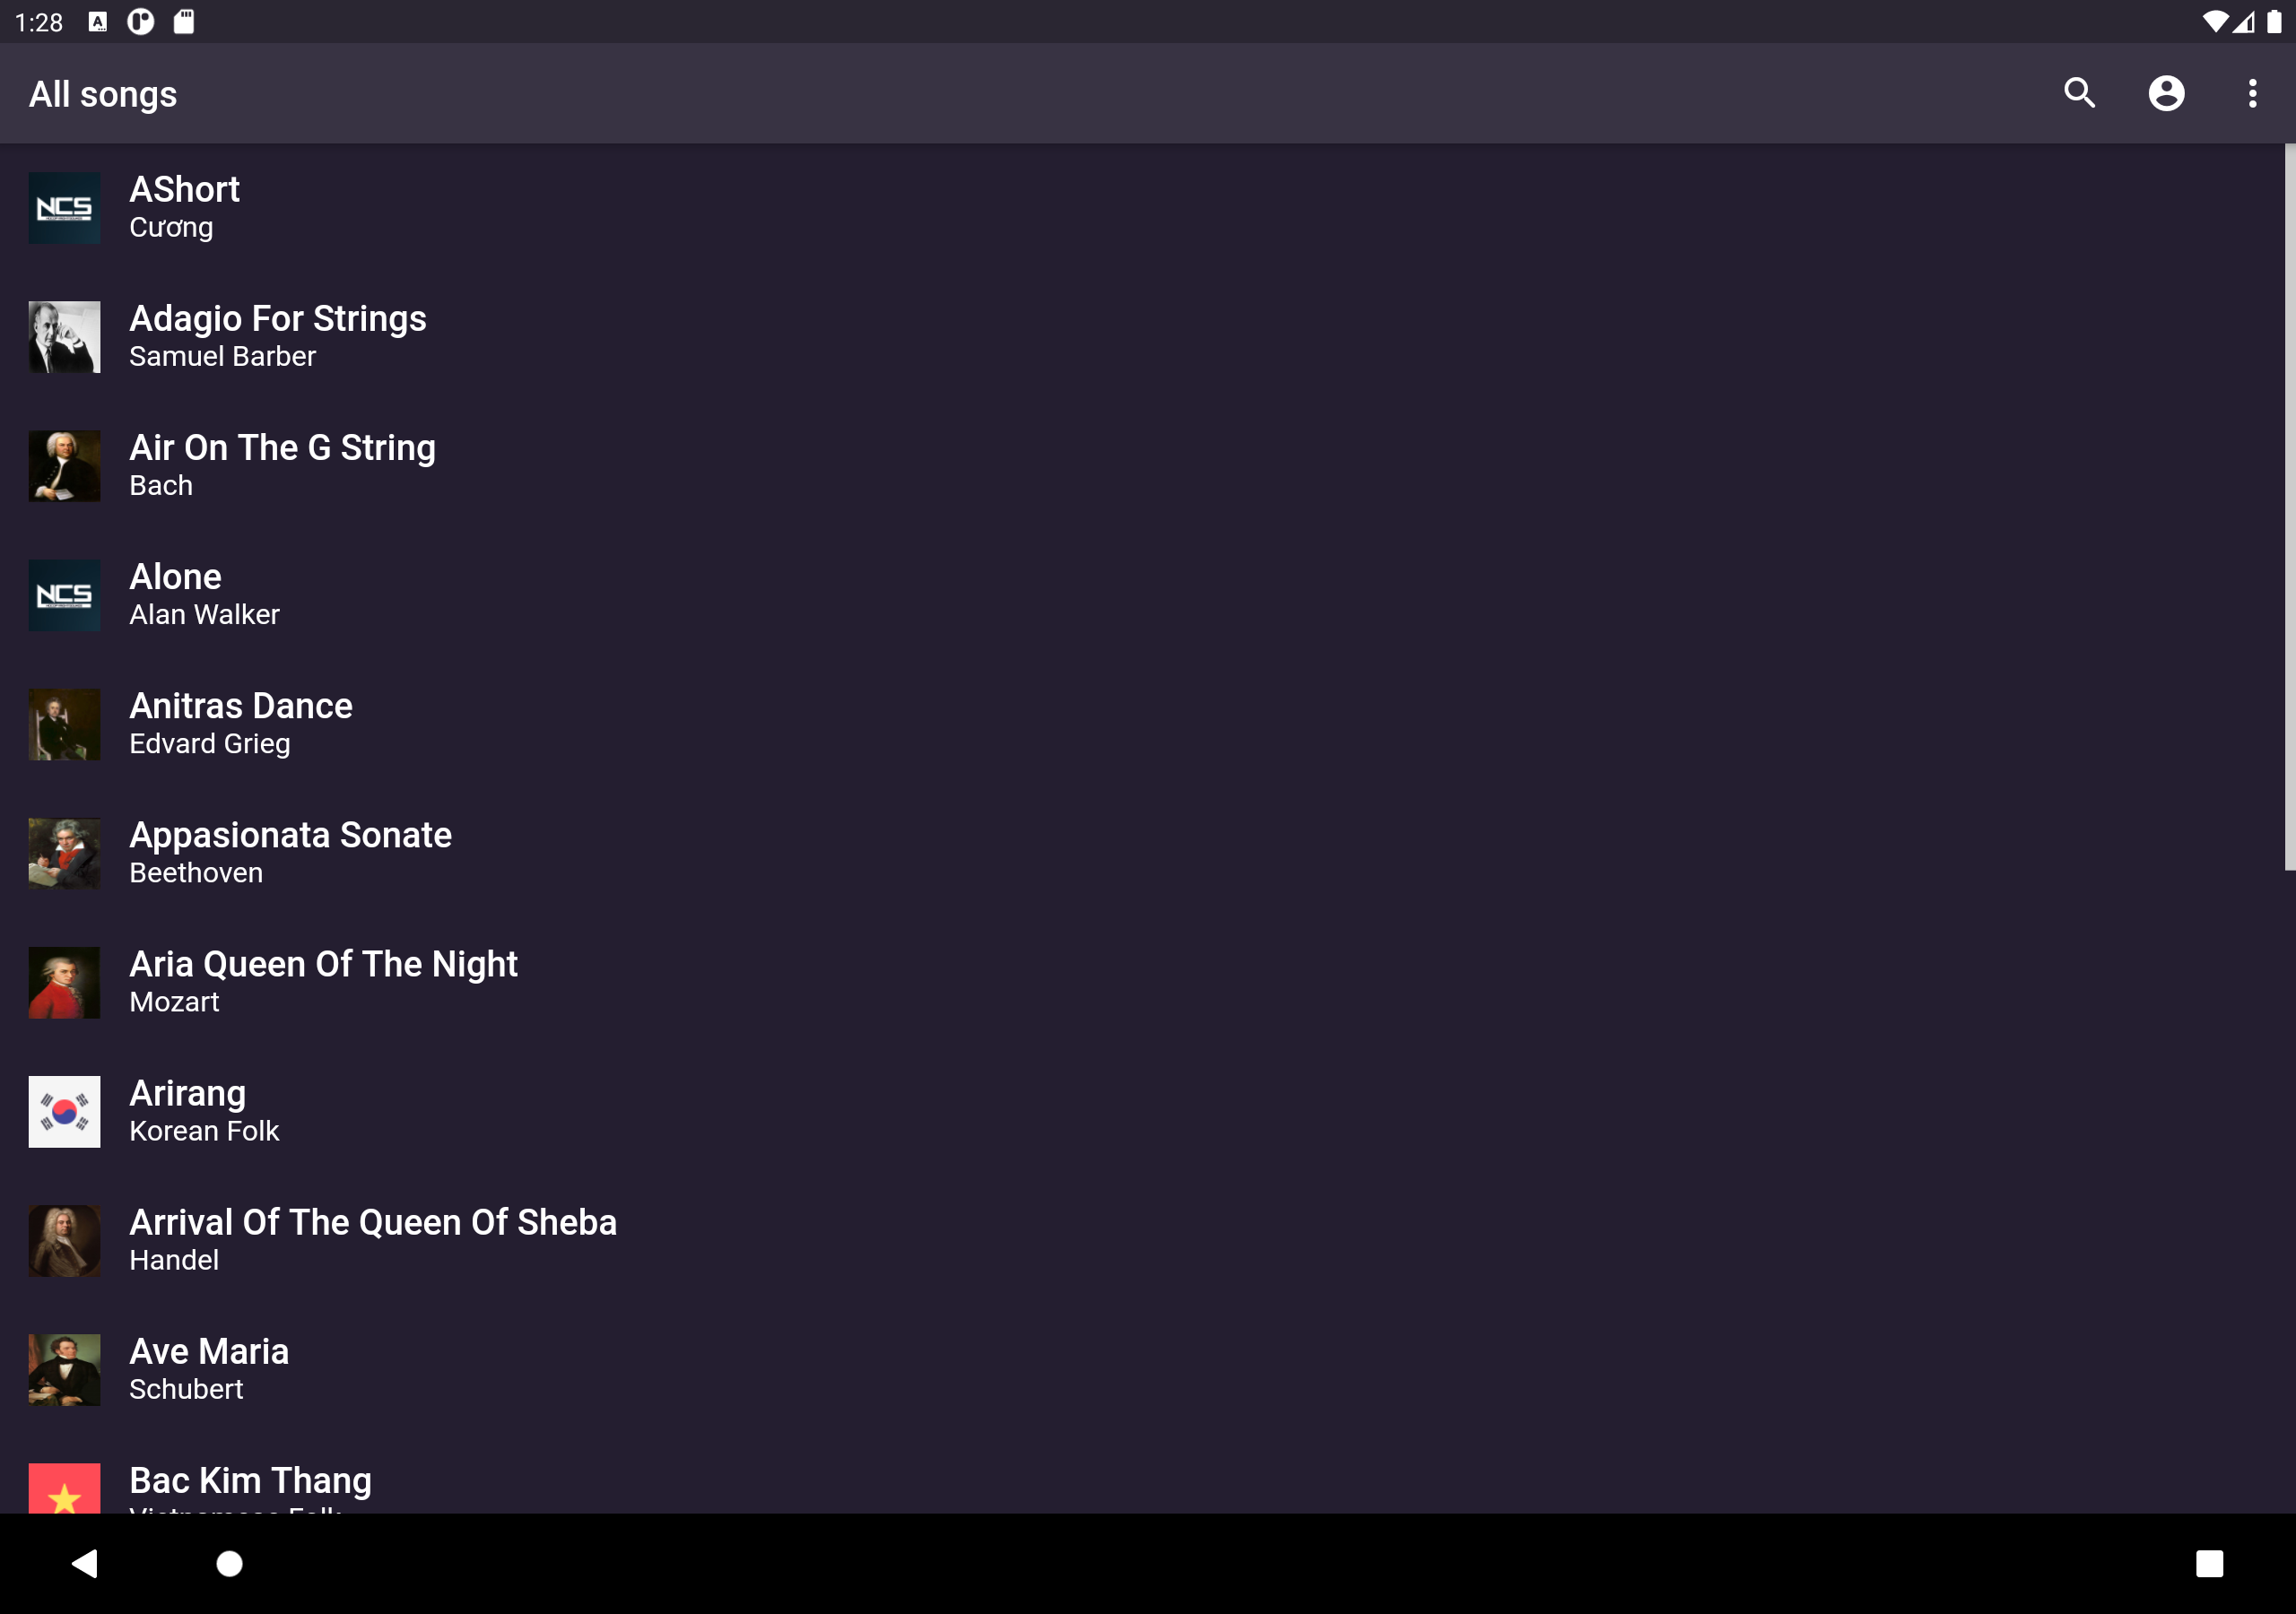 1:28
All songs
NCS
AShort
Cương
Adagio For Strings
Samuel Barber
Air On The G String
Bach
NCS
Alone
Alan Walker
Anitras Dance
Edvard Grieg
Appasionata Sonate
Beethoven
Aria Queen Of The Night
Mozart
Arirang
Korean Folk
Arrival Of The Queen Of Sheba
Handel
Ave Maria
Schubert
Bac Kim Thang
Vietnamese Folk